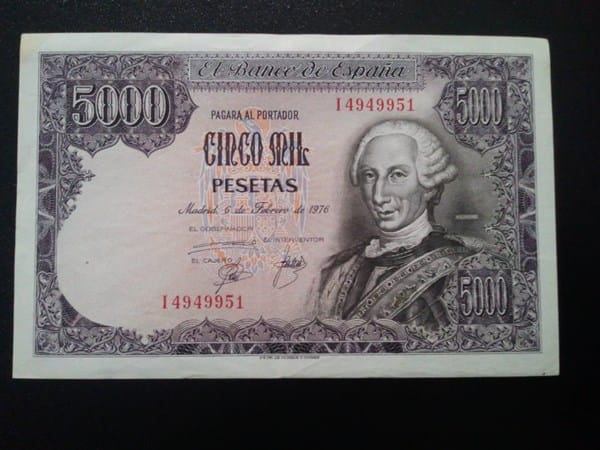 El Banco de España
5000
I4949951
5000
PAGARA AL PORTADOR
CINCO MIL
PESETAS
Madrid, 6 de Febrero de 1976
EL GOBERNADOR
EL INTERVENTOR
EL CAJERO
I4949951
5000